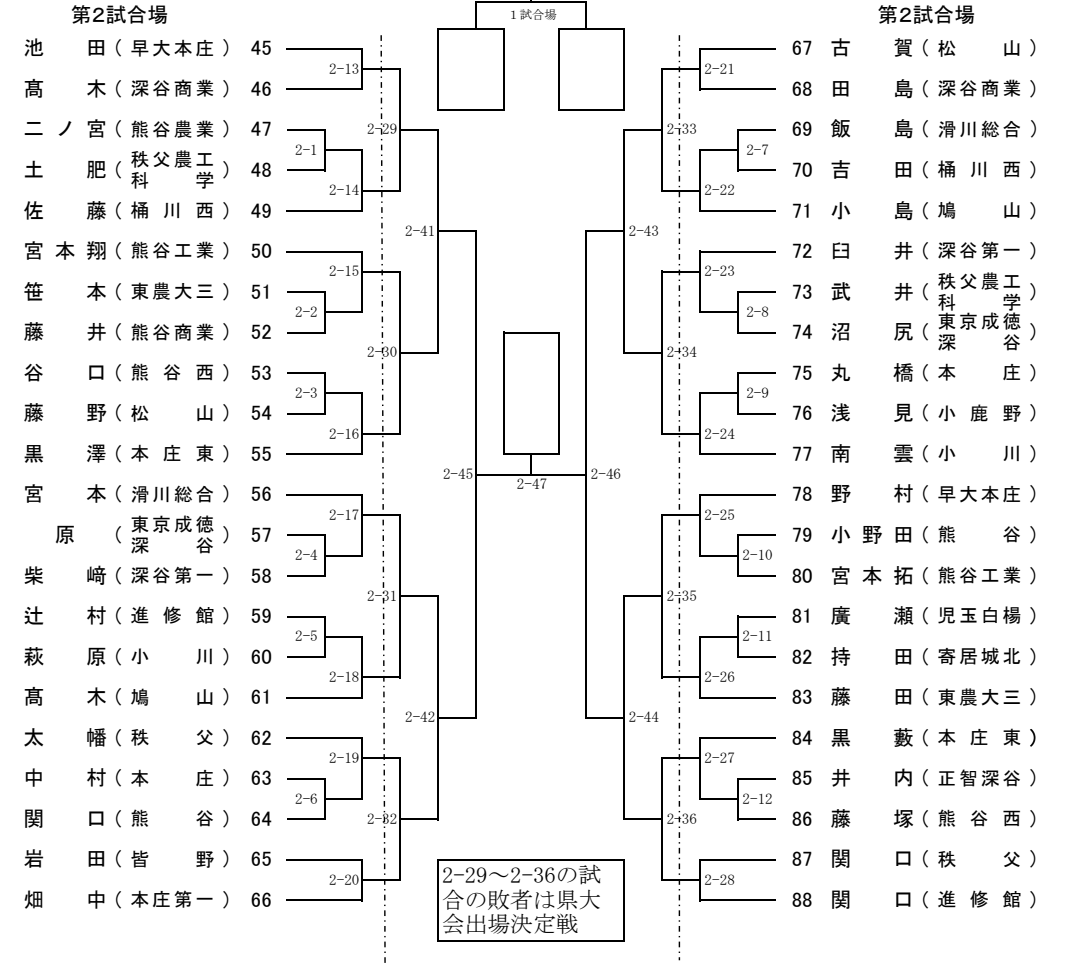 第2試合場
池田（早大本庄）45
髙木（深谷商業）46
二ノ宮（熊谷農業）47
土肥（秩父農工科学）48
佐藤（桶川西）49
宮本翔（熊谷工業）50
笹本（東農大三）51
藤井（熊谷商業）52
谷口（熊谷西）53
藤野（松山）54
黒澤（本庄東）55
宮本（滑川総合）56
原（東京成徳深谷）57
柴﨑（深谷第一）58
辻村（進修館）59
萩原（小川）60
髙木（鳩山）61
太幡（秩父）62
中村（本庄）63
関口（熊谷）64
岩田（皆野）65
畑中（本庄第一）66
2-1
2-2
2-3
2-4
2-5
2-6
2-13
2-14
2-15
2-16
2-17
2-18
2-19
2-20
2-29
2-30
2-31
2-32
2-41
2-42
2-45
1試合場
2-47
2-29～2-36の試
合の敗者は県大
会出場決定戦
2-46
2-43
2-44
2-33
2-34
2-35
2-36
2-21
2-22
2-23
2-24
2-25
2-26
2-27
2-28
2-7
2-8
2-9
2-10
2-11
2-12
第2試合場
67 古賀（松山）
68 田島（深谷商業）
69 飯島（滑川総合）
70 吉田（桶川西）
71 小島（鳩山）
72 臼井（深谷第一）
73 武井（秩父農工科学）
74 沼尻（東京成徳深谷）
75 丸橋（本庄）
76 浅見（小鹿野）
77 南雲（小川）
78 野村（早大本庄）
79 小野田（熊谷）
80 宮本拓（熊谷工業）
81 廣瀬（児玉白楊）
82 持田（寄居城北）
83 藤田（東農大三）
84 黒藪（本庄東）
85 井内（正智深谷）
86 藤塚（熊谷西）
87 関口（秩父）
88 関口（進修館）